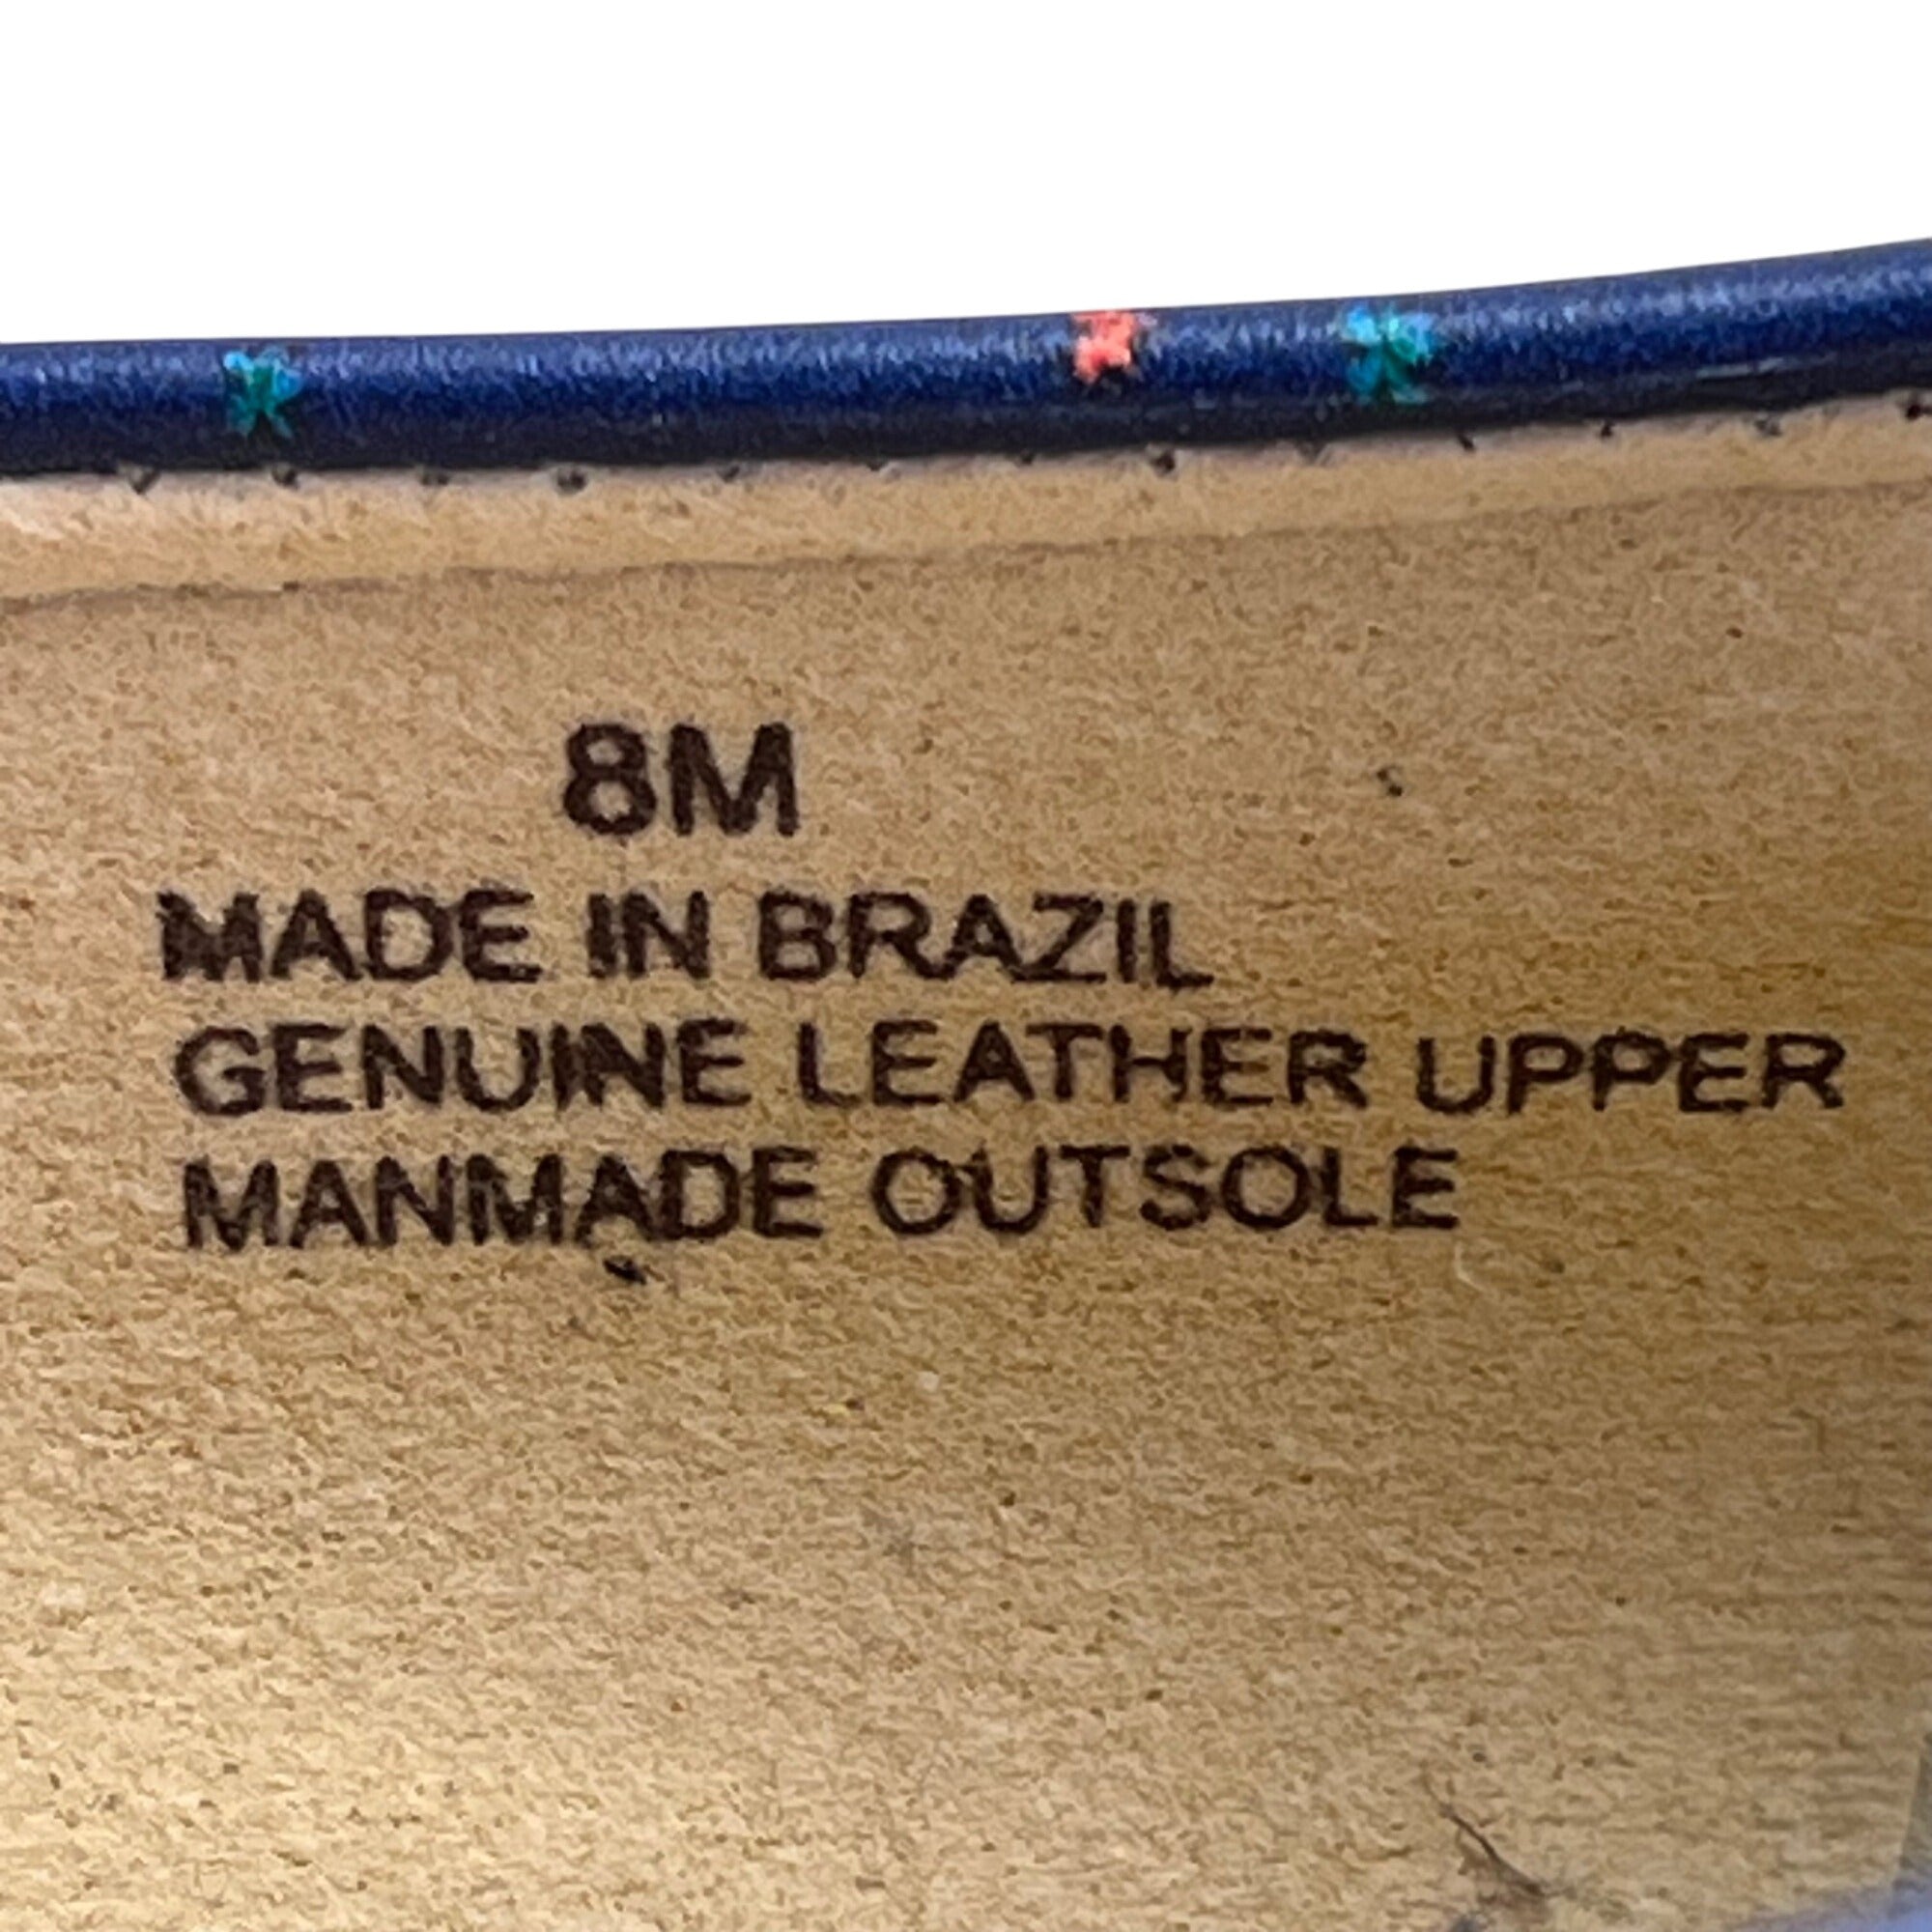 8M
MADE IN BRAZIL
GENUINE LEATHER UPPER
MANMADE OUTSOLE